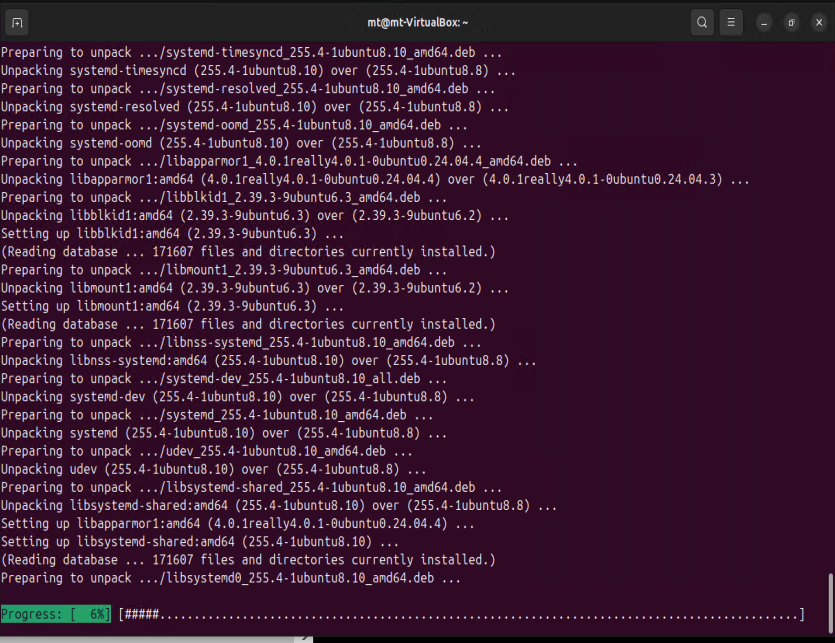 mt@mt-VirtualBox: ~
Preparing to unpack .../systemd-timesyncd_255.4-1ubuntu8.10_amd64.deb ...
Unpacking systemd-timesyncd (255.4-1ubuntu8.10) over (255.4-1ubuntu8.8) ...
Preparing to unpack .../systemd-resolved_255.4-1ubuntu8.10_amd64.deb ...
Unpacking systemd-resolved (255.4-1ubuntu8.10) over (255.4-1ubuntu8.8) ...
Preparing to unpack .../systemd-oomd_255.4-1ubuntu8.10_amd64.deb ...
Unpacking systemd-oomd (255.4-1ubuntu8.10) over (255.4-1ubuntu8.8) ...
Preparing to unpack .../libapparmor1_4.0.1really4.0.1-0ubuntu0.24.04.4_amd64.deb ...
Unpacking libapparmor1:amd64 (4.0.1really4.0.1-0ubuntu0.24.04.4) over (4.0.1really4.0.1-0ubuntu0.24.04.3) ...
Preparing to unpack .../libblkid1_2.39.3-9ubuntu6.3_amd64.deb ...
Unpacking libblkid1:amd64 (2.39.3-9ubuntu6.3) over (2.39.3-9ubuntu6.2) ...
Setting up libblkid1:amd64 (2.39.3-9ubuntu6.3) ...
(Reading database ... 171607 files and directories currently installed.)
Preparing to unpack .../libmount1_2.39.3-9ubuntu6.3_amd64.deb ...
Unpacking libmount1:amd64 (2.39.3-9ubuntu6.3) over (2.39.3-9ubuntu6.2) ...
Setting up libmount1:amd64 (2.39.3-9ubuntu6.3) ...
(Reading database ... 171607 files and directories currently installed.)
Preparing to unpack .../libnss-systemd_255.4-1ubuntu8.10_amd64.deb ...
Unpacking libnss-systemd:amd64 (255.4-1ubuntu8.10) over (255.4-1ubuntu8.8) ...
Preparing to unpack .../systemd-dev_255.4-1ubuntu8.10_all.deb ...
Unpacking systemd-dev (255.4-1ubuntu8.10) over (255.4-1ubuntu8.8) ...
Preparing to unpack .../systemd_255.4-1ubuntu8.10_amd64.deb ...
Unpacking systemd (255.4-1ubuntu8.10) over (255.4-1ubuntu8.8) ...
Preparing to unpack .../udev_255.4-1ubuntu8.10_amd64.deb ...
Unpacking udev (255.4-1ubuntu8.10) over (255.4-1ubuntu8.8) ...
Preparing to unpack .../libsystemd-shared_255.4-1ubuntu8.10_amd64.deb ...
Unpacking libsystemd-shared:amd64 (255.4-1ubuntu8.10) over (255.4-1ubuntu8.8) ...
Setting up libapparmor1:amd64 (4.0.1really4.0.1-0ubuntu0.24.04.4) ...
Setting up libsystemd-shared:amd64 (255.4-1ubuntu8.10) ...
(Reading database ... 171607 files and directories currently installed.)
Preparing to unpack .../libsystemd0_255.4-1ubuntu8.10_amd64.deb ...
Progress: [  6%] [#####.............................................................................................]